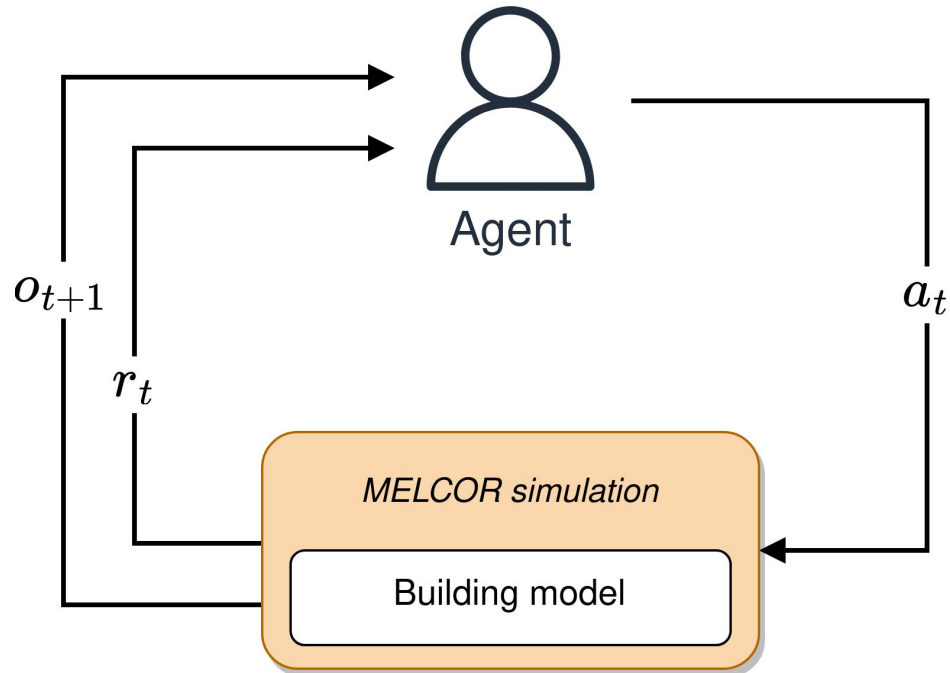 Agent
o_{t+1}
a_t
r_t
MELCOR simulation
Building model